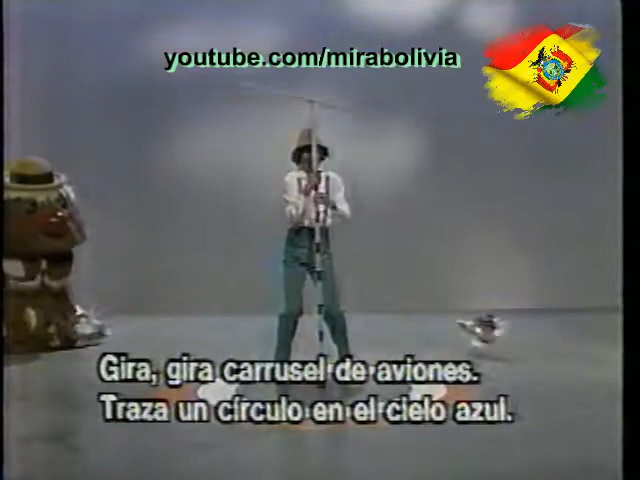 youtube.com/mirabolivia
Gira, gira carrusel de aviones.
Traza un círculo en el cielo azul.